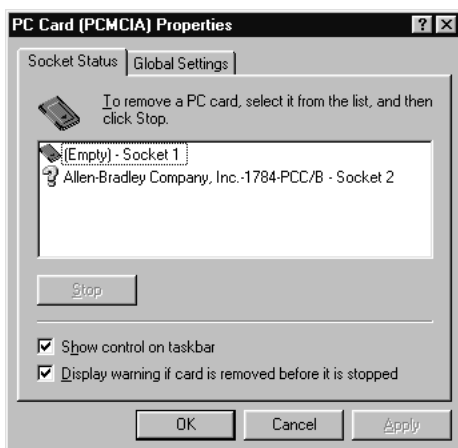 PC Card (PCMCIA) Properties
Socket Status
Global Settings
To remove a PC card, select it from the list, and then
click Stop.
(Empty) - Socket 1
Allen-Bradley Company, Inc.-1784-PCC/B - Socket 2
Stop
Show control on taskbar
Display warning if card is removed before it is stopped
OK
Cancel
Apply